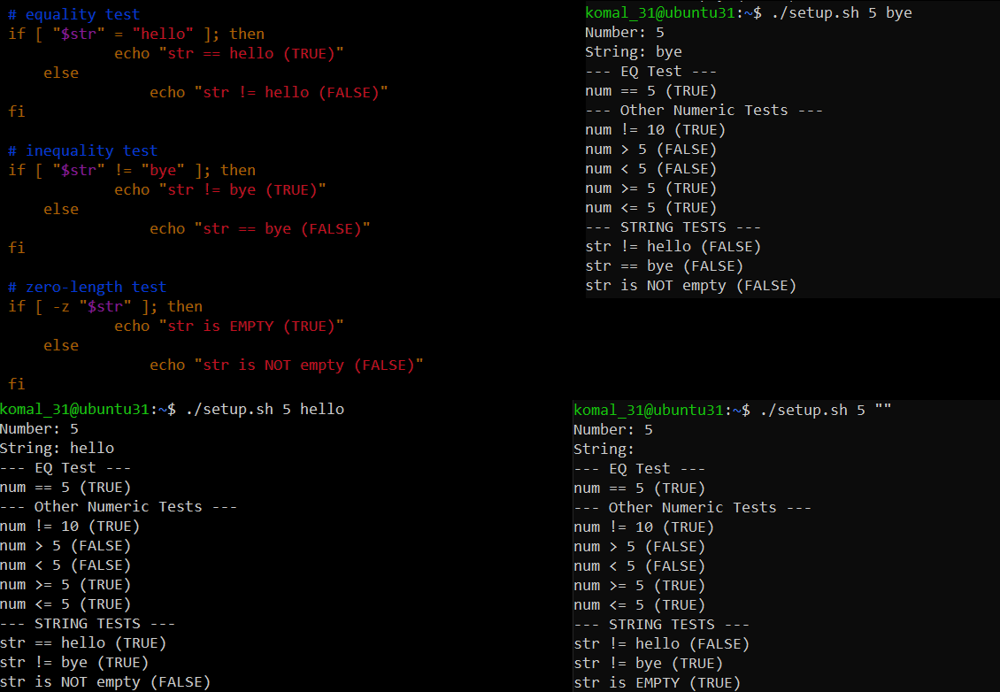 # equality test
if [ "$str" = "hello" ]; then
            echo "str == hello (TRUE)"
    else
                echo "str != hello (FALSE)"
fi

# inequality test
if [ "$str" != "bye" ]; then
            echo "str != bye (TRUE)"
    else
                echo "str == bye (FALSE)"
fi

# zero-length test
if [ -z "$str" ]; then
            echo "str is EMPTY (TRUE)"
    else
                echo "str is NOT empty (FALSE)"
fi
komal_31@ubuntu31:~$ ./setup.sh 5 bye
Number: 5
String: bye
--- EQ Test ---
num == 5 (TRUE)
--- Other Numeric Tests ---
num != 10 (TRUE)
num > 5 (FALSE)
num < 5 (FALSE)
num >= 5 (TRUE)
num <= 5 (TRUE)
--- STRING TESTS ---
str != hello (FALSE)
str == bye (FALSE)
str is NOT empty (FALSE)
komal_31@ubuntu31:~$ ./setup.sh 5 hello
Number: 5
String: hello
--- EQ Test ---
num == 5 (TRUE)
--- Other Numeric Tests ---
num != 10 (TRUE)
num > 5 (FALSE)
num < 5 (FALSE)
num >= 5 (TRUE)
num <= 5 (TRUE)
--- STRING TESTS ---
str == hello (TRUE)
str != bye (TRUE)
str is NOT empty (FALSE)
komal_31@ubuntu31:~$ ./setup.sh 5 ""
Number: 5
String:
--- EQ Test ---
num == 5 (TRUE)
--- Other Numeric Tests ---
num != 10 (TRUE)
num > 5 (FALSE)
num < 5 (FALSE)
num >= 5 (TRUE)
num <= 5 (TRUE)
--- STRING TESTS ---
str != hello (FALSE)
str != bye (TRUE)
str is EMPTY (TRUE)